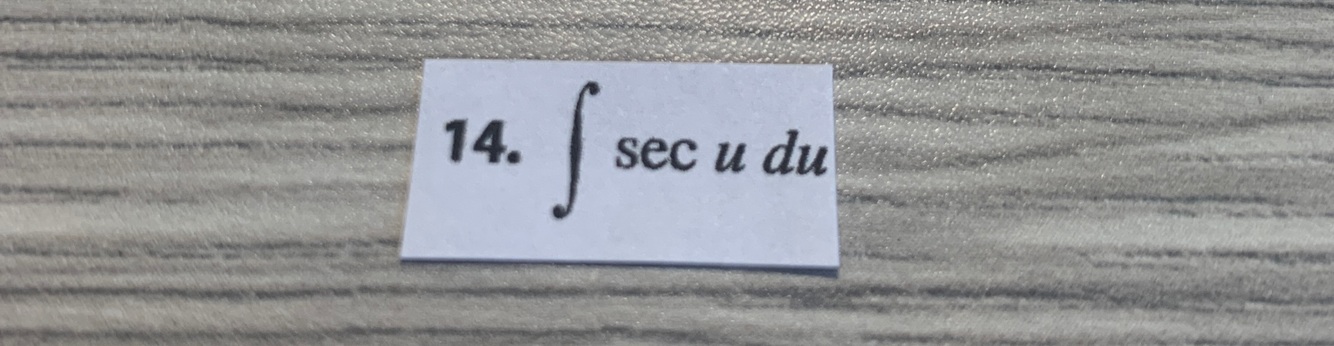 14. ∫ sec u du